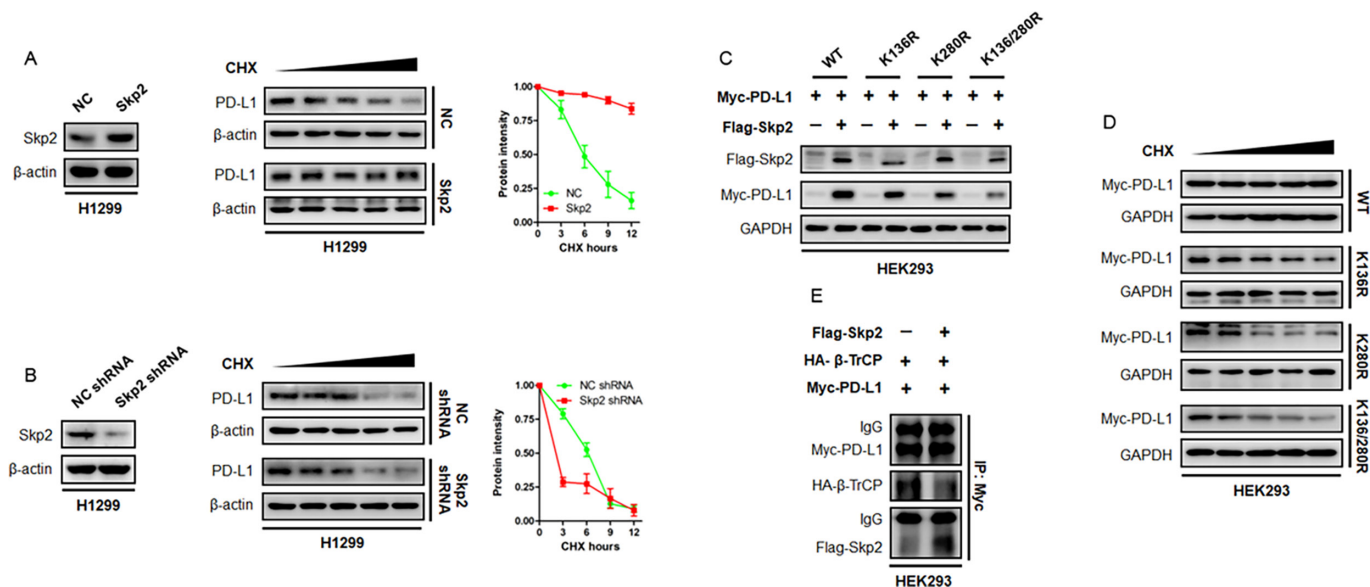 A
NC
Skp2
Skp2
β-actin
H1299
CHX
PD-L1
β-actin
NC
PD-L1
β-actin
Skp2
H1299
Protein intensity
1.00
0.75
0.50
0.25
0.00
NC
Skp2
0 3 6 9 12
CHX hours
B
NC shRNA
Skp2 shRNA
Skp2
β-actin
H1299
CHX
PD-L1
β-actin
NC
shRNA
PD-L1
β-actin
Skp2
shRNA
H1299
Protein intensity
1.00
0.75
0.50
0.25
0.00
NC shRNA
Skp2 shRNA
0 3 6 9 12
CHX hours
C
WT
K136R
K280R
K136/280R
Myc-PD-L1 + + + + + + + +
Flag-Skp2 – + – + – + – +
Flag-Skp2
Myc-PD-L1
GAPDH
HEK293
D
CHX
Myc-PD-L1
GAPDH
WT
Myc-PD-L1
GAPDH
K136R
Myc-PD-L1
GAPDH
K280R
Myc-PD-L1
GAPDH
K136/280R
HEK293
E
Flag-Skp2 – +
HA- β-TrCP + +
Myc-PD-L1 + +
IgG
Myc-PD-L1
HA-β-TrCP
IgG
Flag-Skp2
IP: Myc
HEK293